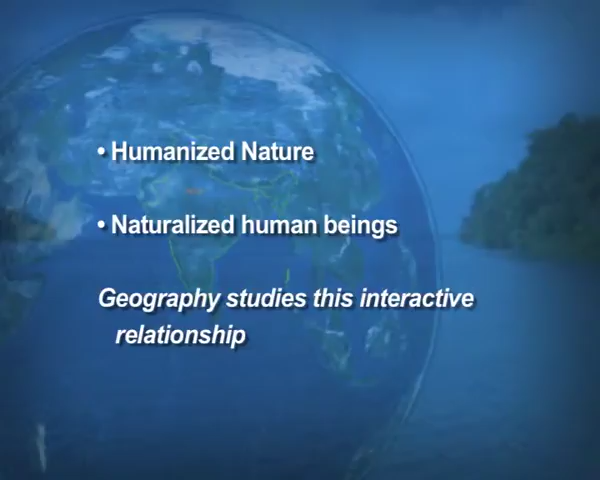 • Humanized Nature
• Naturalized human beings
Geography studies this interactive
relationship